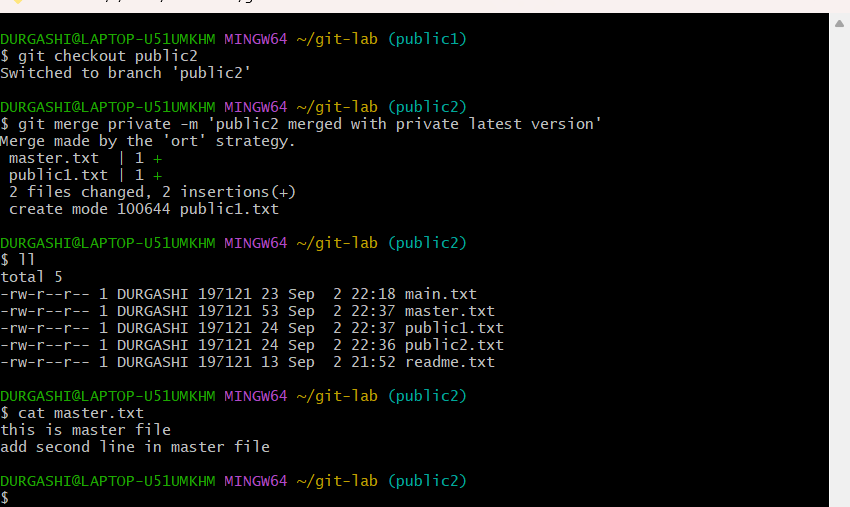 DURGASHI@LAPTOP-U51UMKHM MINGW64 ~/git-lab (public1)
$ git checkout public2
Switched to branch 'public2'
DURGASHI@LAPTOP-U51UMKHM MINGW64 ~/git-lab (public2)
$ git merge private -m 'public2 merged with private latest version'
Merge made by the 'ort' strategy.
 master.txt  | 1 +
 public1.txt | 1 +
 2 files changed, 2 insertions(+)
 create mode 100644 public1.txt
DURGASHI@LAPTOP-U51UMKHM MINGW64 ~/git-lab (public2)
$ ll
total 5
-rw-r--r-- 1 DURGASHI 197121 23 Sep  2 22:18 main.txt
-rw-r--r-- 1 DURGASHI 197121 53 Sep  2 22:37 master.txt
-rw-r--r-- 1 DURGASHI 197121 24 Sep  2 22:37 public1.txt
-rw-r--r-- 1 DURGASHI 197121 24 Sep  2 22:36 public2.txt
-rw-r--r-- 1 DURGASHI 197121 13 Sep  2 21:52 readme.txt
DURGASHI@LAPTOP-U51UMKHM MINGW64 ~/git-lab (public2)
$ cat master.txt
this is master file
add second line in master file
DURGASHI@LAPTOP-U51UMKHM MINGW64 ~/git-lab (public2)
$